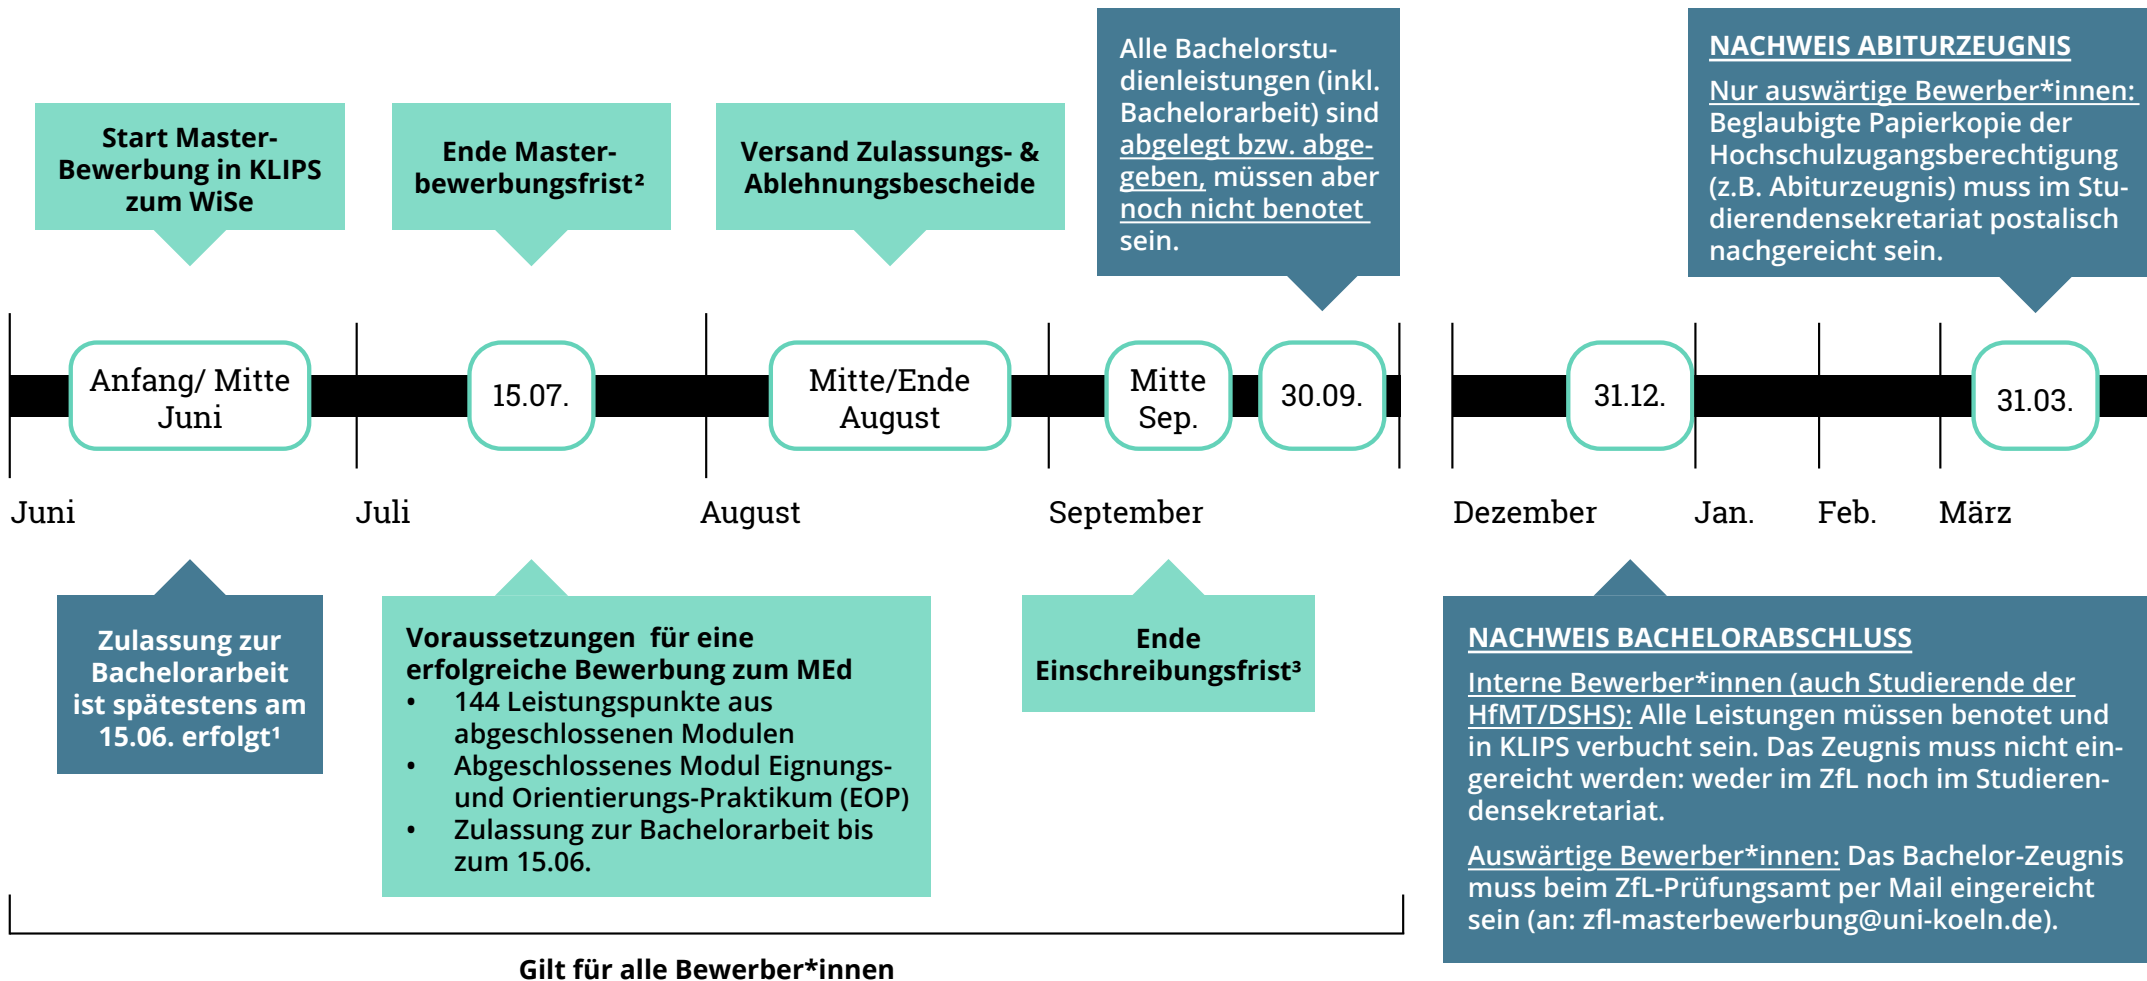 Start Master-
Bewerbung in KLIPS
zum WiSe
Ende Master-
bewerbungsfrist²
Versand Zulassungs- &
Ablehnungsbescheide
Alle Bachelorstu-
dienleistungen (inkl.
Bachelorarbeit) sind
abgelegt bzw. abge-
geben, müssen aber
noch nicht benotet
sein.
NACHWEIS ABITURZEUGNIS
Nur auswärtige Bewerber*innen:
Beglaubigte Papierkopie der
Hochschulzugangsberechtigung
(z.B. Abiturzeugnis) muss im Stu-
dierendensekretariat postalisch
nachgereicht sein.
Anfang/ Mitte
Juni
15.07.
Mitte/Ende
August
Mitte
Sep.
30.09.
31.12.
31.03.
Juni
Juli
August
September
Dezember
Jan.
Feb.
März
Zulassung zur
Bachelorarbeit
ist spätestens am
15.06. erfolgt¹
Voraussetzungen für eine
erfolgreiche Bewerbung zum MEd
• 144 Leistungspunkte aus
abgeschlossenen Modulen
• Abgeschlossenes Modul Eignungs-
und Orientierungs-Praktikum (EOP)
• Zulassung zur Bachelorarbeit bis
zum 15.06.
Ende
Einschreibungsfrist³
NACHWEIS BACHELORABSCHLUSS
Interne Bewerber*innen (auch Studierende der
HfMT/DSHS): Alle Leistungen müssen benotet und
in KLIPS verbucht sein. Das Zeugnis muss nicht ein-
gereicht werden: weder im ZfL noch im Studieren-
densekretariat.
Auswärtige Bewerber*innen: Das Bachelor-Zeugnis
muss beim ZfL-Prüfungsamt per Mail eingereicht
sein (an: zfl-masterbewerbung@uni-koeln.de).
Gilt für alle Bewerber*innen